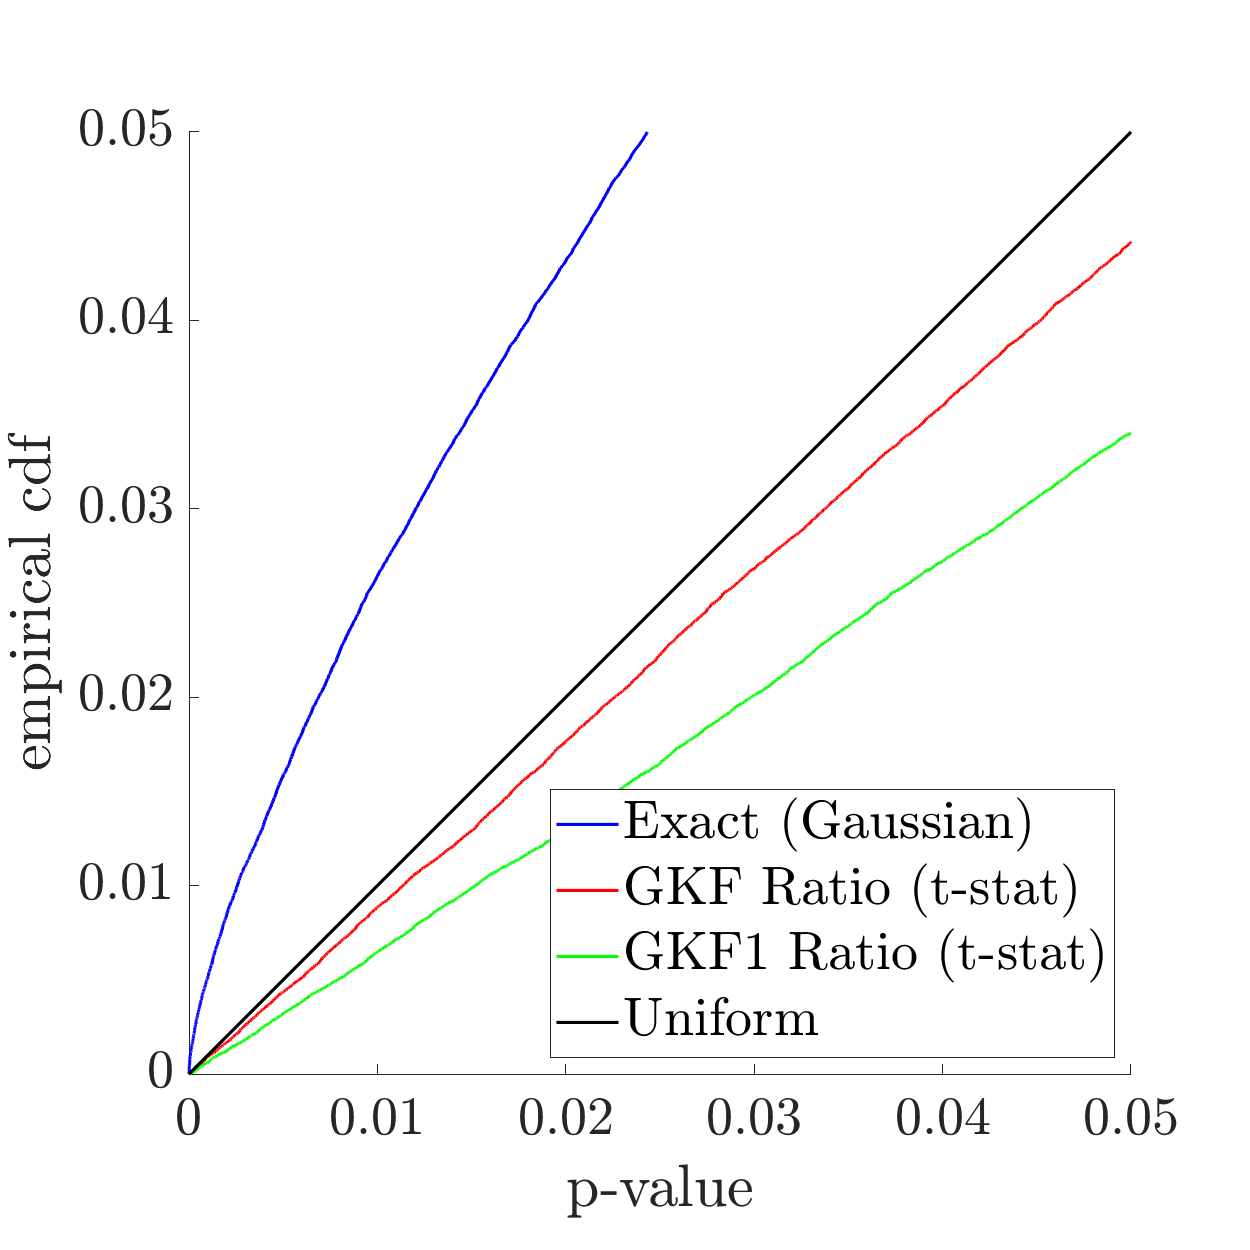 0.05
0.04
0.03
0.02
0.01
0
empirical cdf
Exact (Gaussian)
GKF Ratio (t-stat)
GKF1 Ratio (t-stat)
Uniform
0 0.01 0.02 0.03 0.04 0.05
p-value